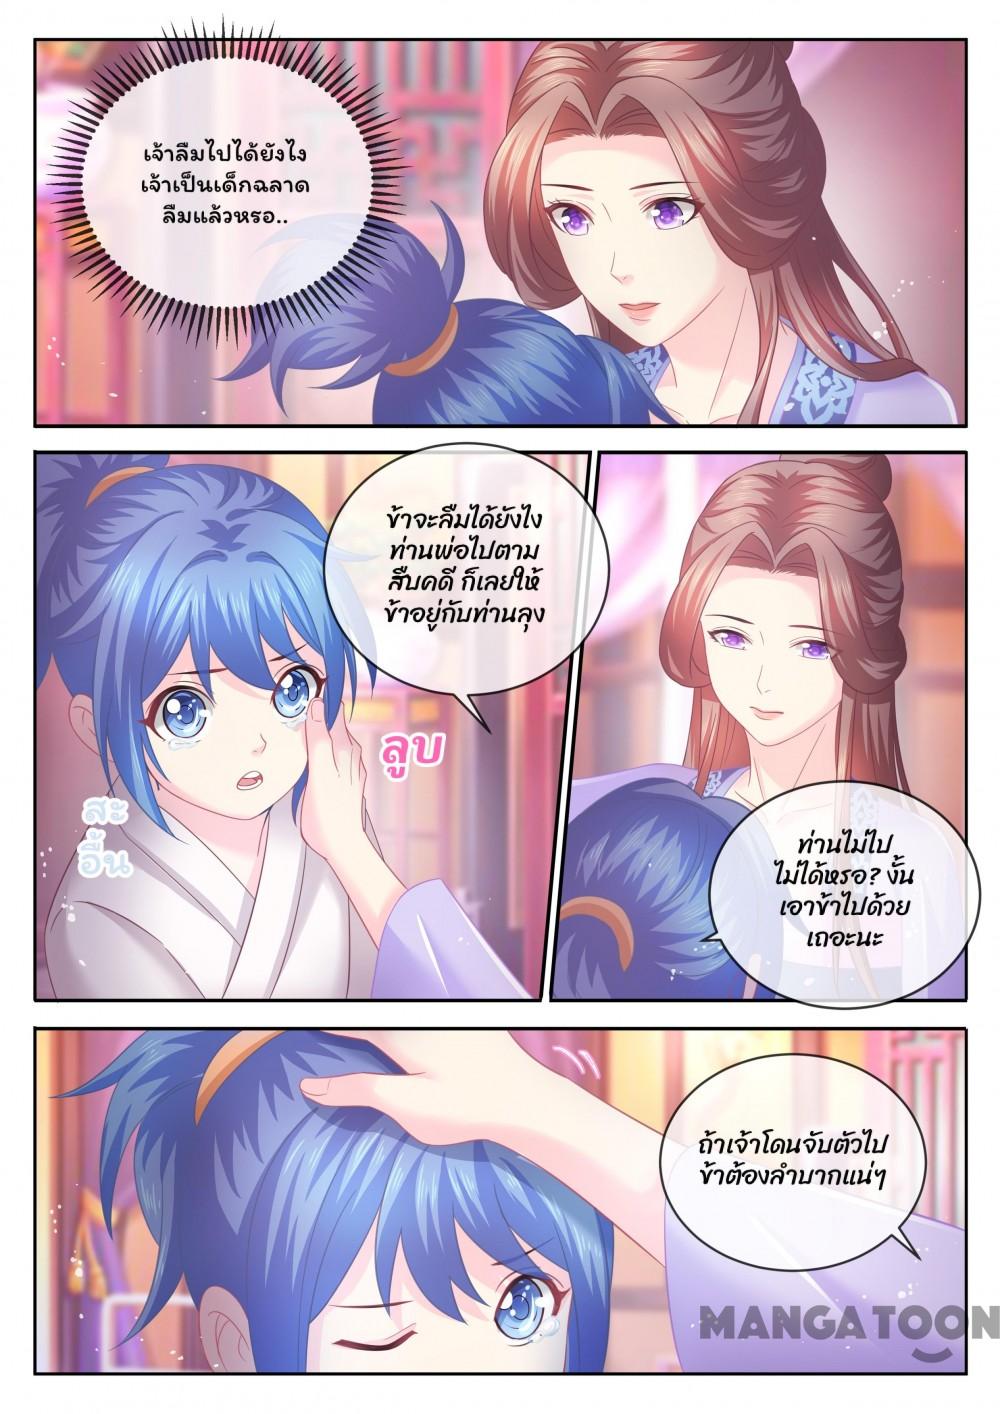 เจ้าลืมไปได้ยังไง
เจ้าเป็นเด็กฉลาด
ลืมแล้วหรอ..
ข้าจะลืมได้ยังไง
ท่านพ่อไปตาม
สืบคดี ก็เลยให้
ข้าอยู่กับท่านลุง
ลูบ
สะ
อื้น
ท่านไม่ไป
ไม่ได้หรอ? งั้น
เอาข้าไปด้วย
เถอะนะ
ถ้าเจ้าโดนจับตัวไป
ข้าต้องลำบากแน่ๆ
MANGATOON